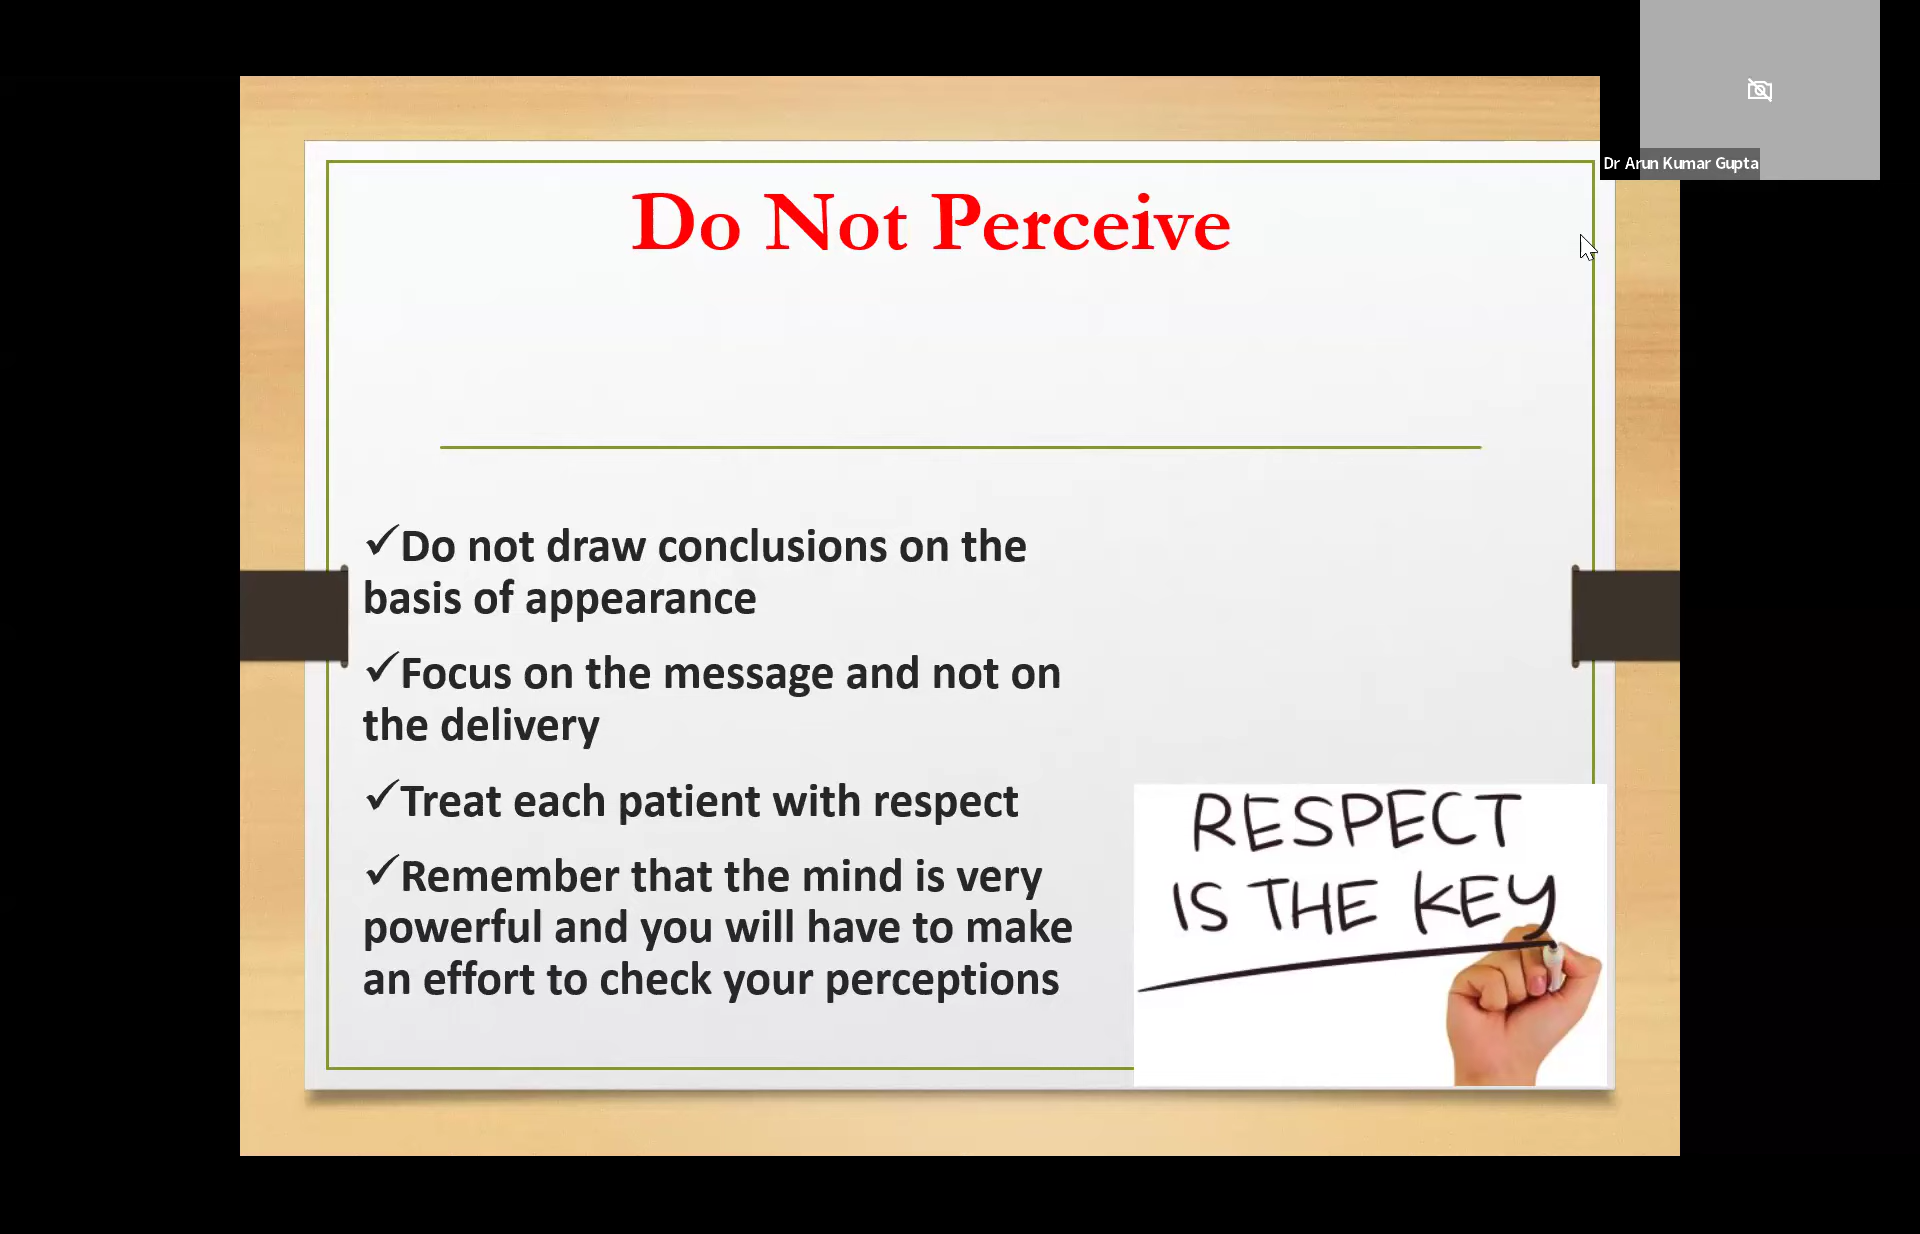 Dr Arun Kumar Gupta
Do Not Perceive
✓Do not draw conclusions on the
basis of appearance
✓Focus on the message and not on
the delivery
✓Treat each patient with respect
✓Remember that the mind is very
powerful and you will have to make
an effort to check your perceptions
RESPECT
IS THE KEY